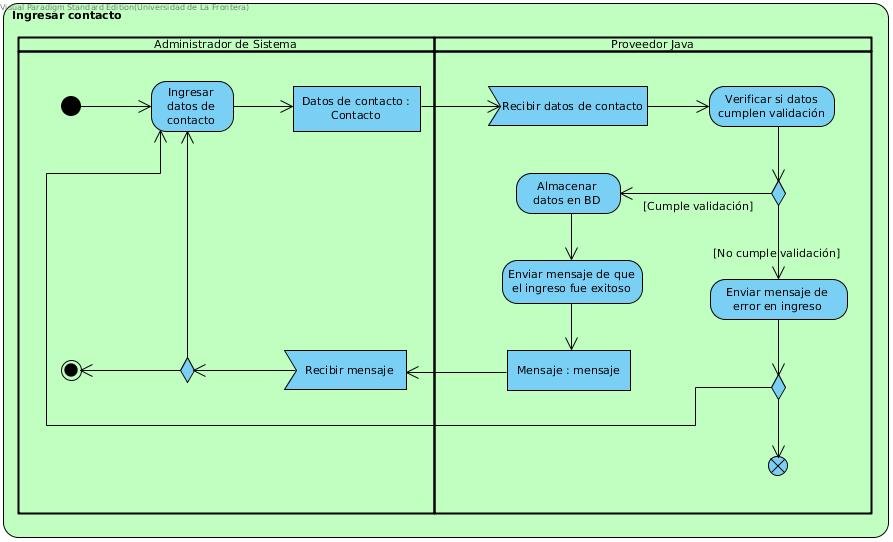 Visual Paradigm Standard Edition(Universidad de La Frontera)
Ingresar contacto
Administrador de Sistema
Proveedor Java
Ingresar
datos de
contacto
Datos de contacto :
Contacto
Recibir datos de contacto
Verificar si datos
cumplen validación
Almacenar
datos en BD
[Cumple validación]
[No cumple validación]
Enviar mensaje de que
el ingreso fue exitoso
Enviar mensaje de
error en ingreso
Recibir mensaje
Mensaje : mensaje